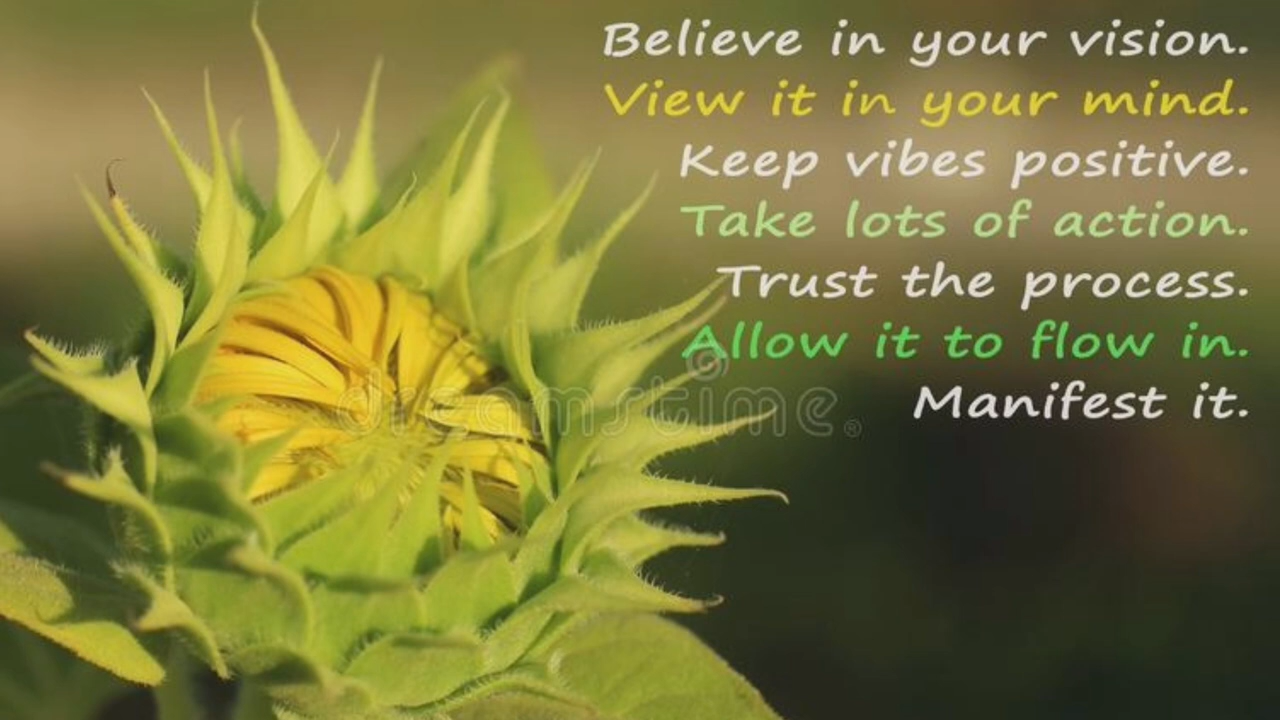 Believe in your vision.
View it in your mind.
Keep vibes positive.
Take lots of action.
Trust the process.
Allow it to flow in.
Manifest it.
dreamstime®